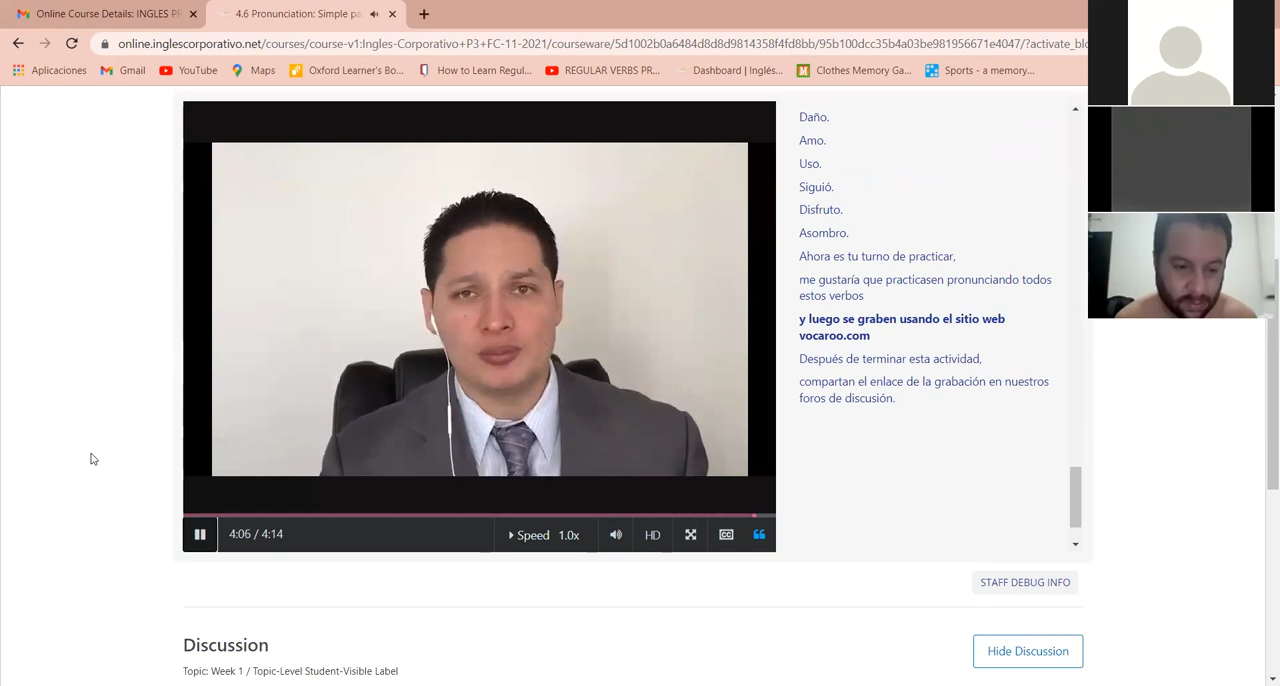 Online Course Details: INGLES PR
4.6 Pronunciation: Simple pa
online.inglescorporativo.net/courses/course-v1:Ingles-Corporativo+P3+FC-11-2021/courseware/5d1002b0a6484d8d8d9814358f4fd8bb/95b100dcc35b4a03be981956671e4047/?activate_blo
Aplicaciones
Gmail
YouTube
Maps
Oxford Learner's Bo...
How to Learn Regul...
REGULAR VERBS PR...
Dashboard | Inglés...
Clothes Memory Ga...
Sports - a memory...
Daño.
Amo.
Uso.
Siguió.
Disfruto.
Asombro.
Ahora es tu turno de practicar,
me gustaría que practicasen pronunciando todos
estos verbos
y luego se graben usando el sitio web
vocaroo.com
Después de terminar esta actividad,
compartan el enlace de la grabación en nuestros
foros de discusión.
4:06 / 4:14
Speed 1.0x
HD
CC
STAFF DEBUG INFO
Discussion
Hide Discussion
Topic: Week 1 / Topic-Level Student-Visible Label